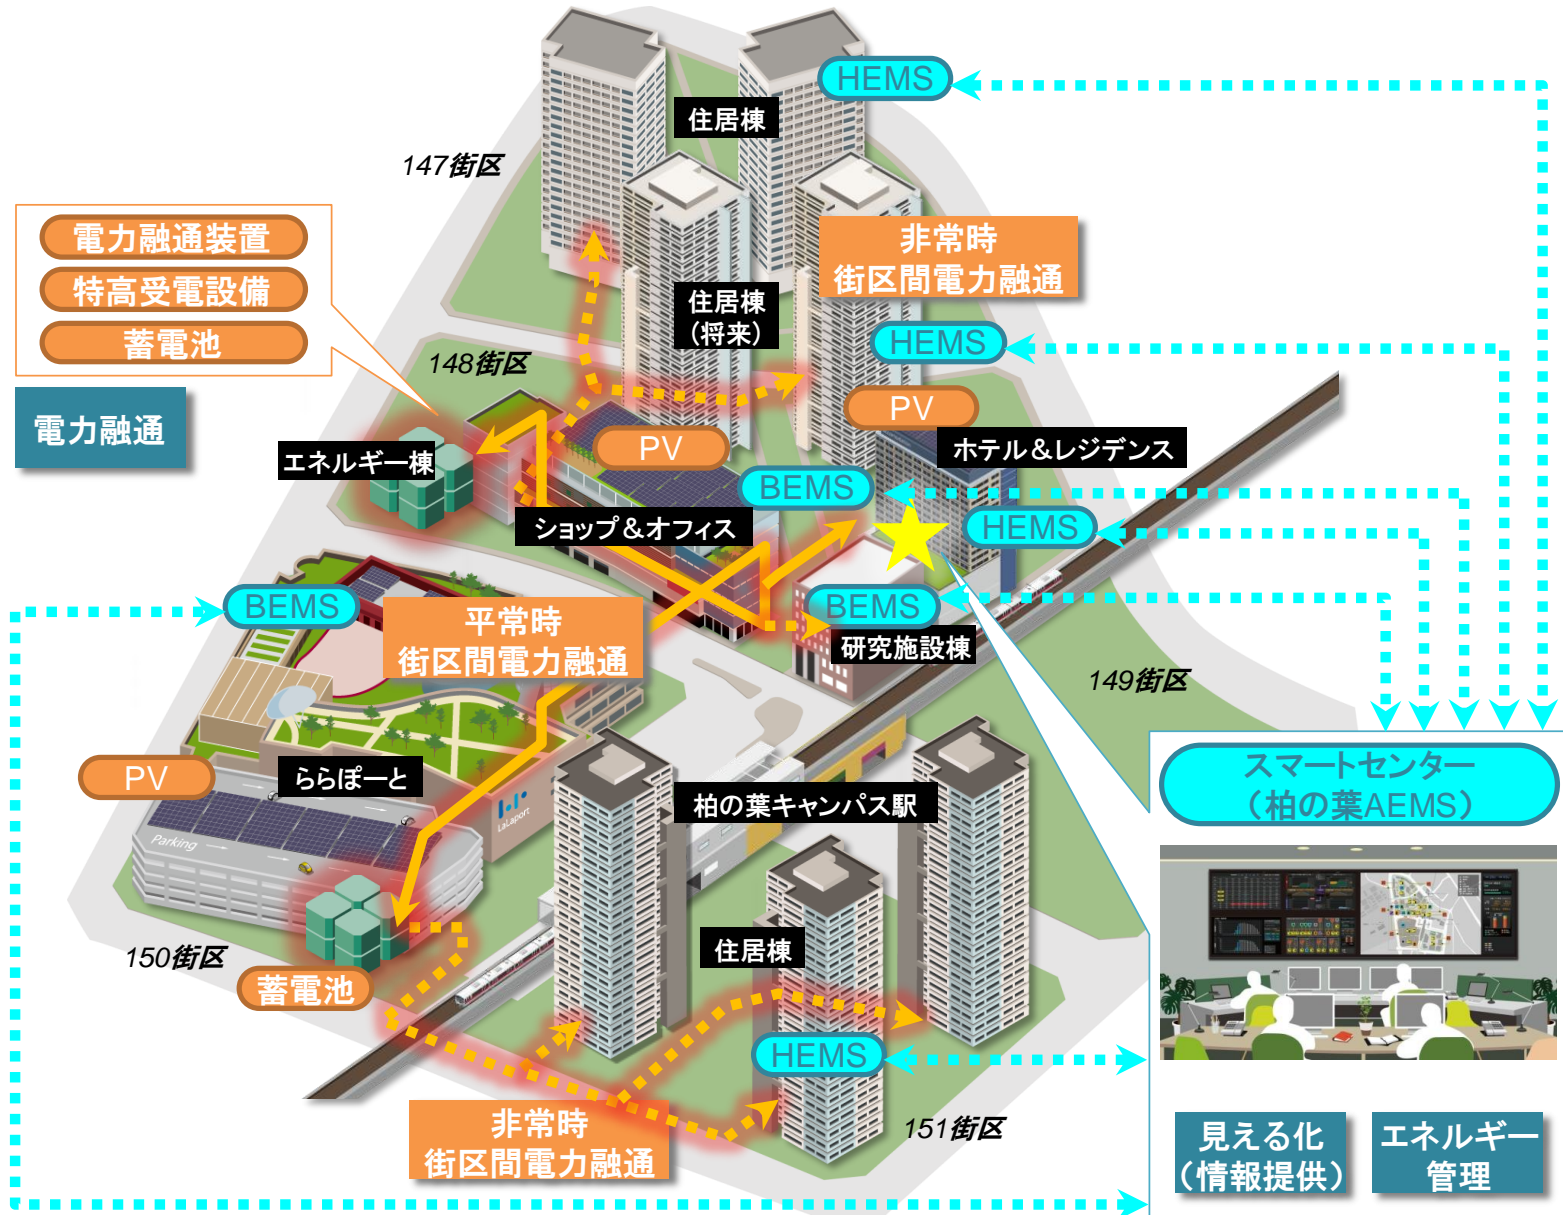 HEMS
住居棟
147街区
電力融通装置
特高受電設備
蓄電池
非常時
街区間電力融通
住居棟
（将来）
HEMS
148街区
電力融通
PV
PV
エネルギー棟
ホテル＆レジデンス
BEMS
ショップ＆オフィス
HEMS
BEMS
BEMS
平常時
街区間電力融通
研究施設棟
149街区
PV
ららぽーと
柏の葉キャンパス駅
スマートセンター
（柏の葉AEMS）
LaLaport
Parking
150街区
蓄電池
住居棟
HEMS
非常時
街区間電力融通
151街区
見える化
（情報提供）
エネルギー
管理